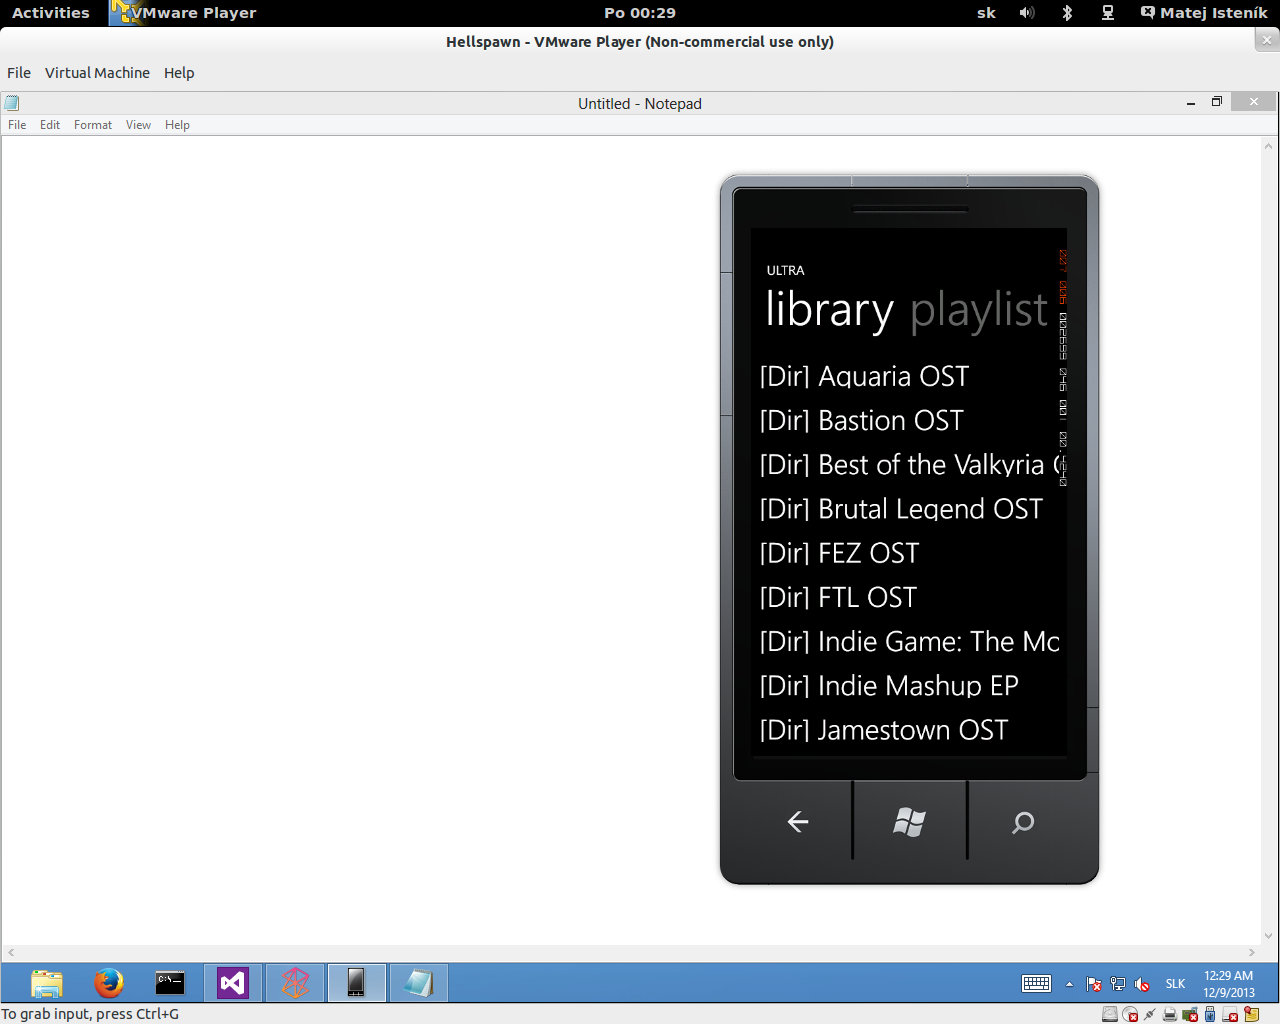 Activities VMware Player Po 00:29 sk Matej Isteník
Hellspawn - VMware Player (Non-commercial use only)
File Virtual Machine Help
Untitled - Notepad
File Edit Format View Help
ULTRA
library playlist
[Dir] Aquaria OST
[Dir] Bastion OST
[Dir] Best of the Valkyria
[Dir] Brutal Legend OST
[Dir] FEZ OST
[Dir] FTL OST
[Dir] Indie Game: The Mo
[Dir] Indie Mashup EP
[Dir] Jamestown OST
C:\
SLK
12:29 AM
12/9/2013
To grab input, press Ctrl+G